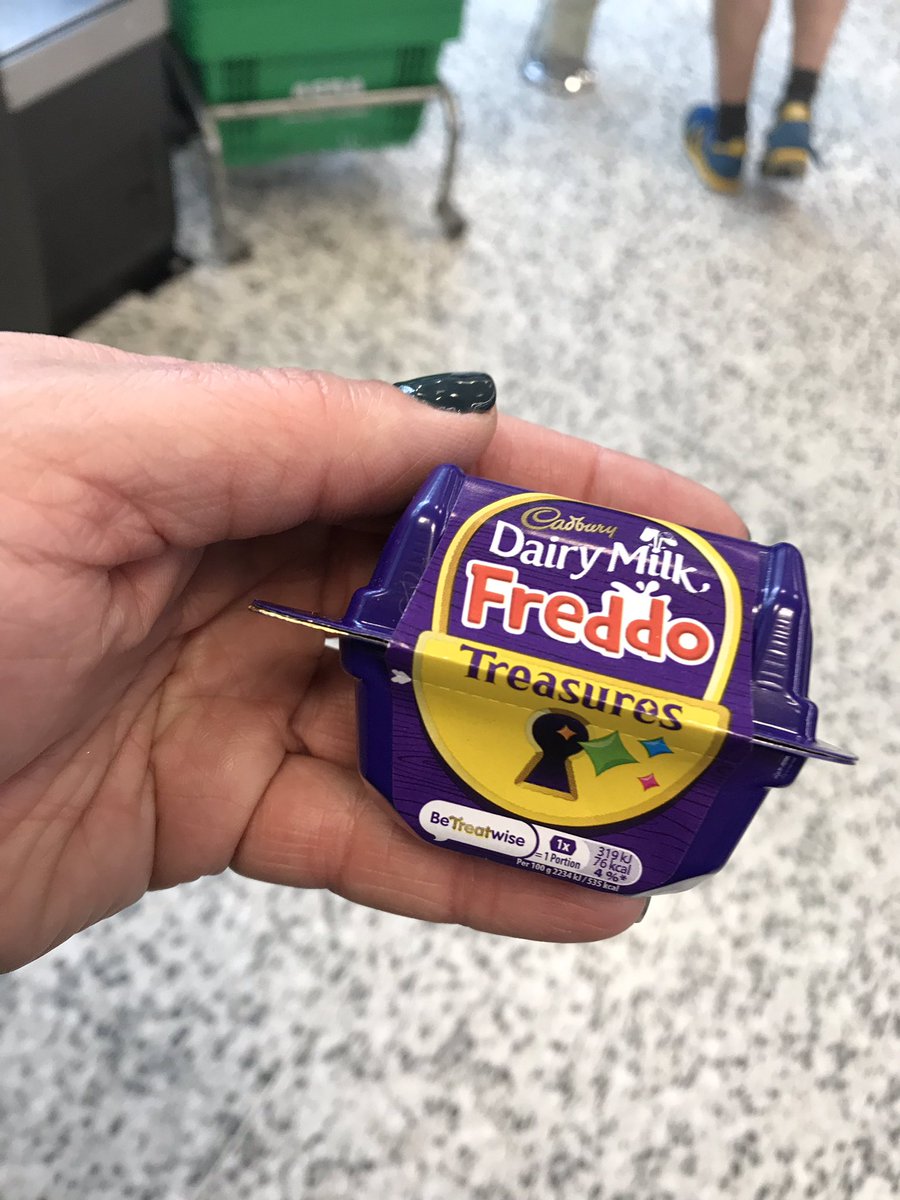 Cadbury
Dairy Milk
Freddo
Treasures
BeTreatwise
1x
= 1 Portion
319 kJ
76 kcal
4 %*
Per 100 g 2234 kJ / 535 kcal